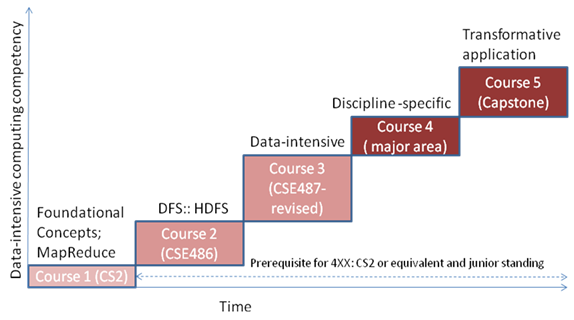 Data-intensive computing competency
Transformative
application
Course 5
(Capstone)
Discipline-specific
Course 4
( major area)
Data-intensive
Course 3
(CSE487-
revised)
DFS:: HDFS
Course 2
(CSE486)
Foundational
Concepts;
MapReduce
Course 1 (CS2)
Prerequisite for 4XX: CS2 or equivalent and junior standing
Time